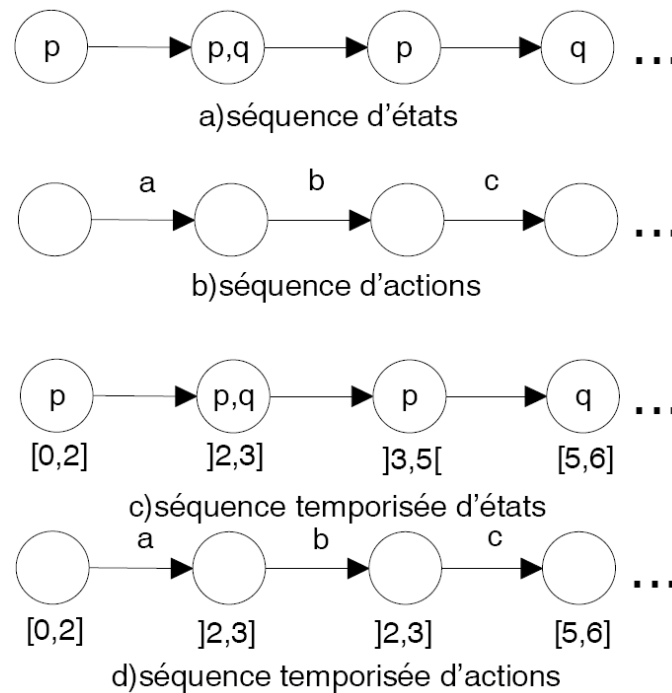 p p,q p q ...
a)séquence d'états
a b c
...
b)séquence d'actions
p p,q p q ...
[0,2] ]2,3] ]3,5[ [5,6]
c)séquence temporisée d'états
a b c
...
[0,2] ]2,3] ]2,3] [5,6]
d)séquence temporisée d'actions